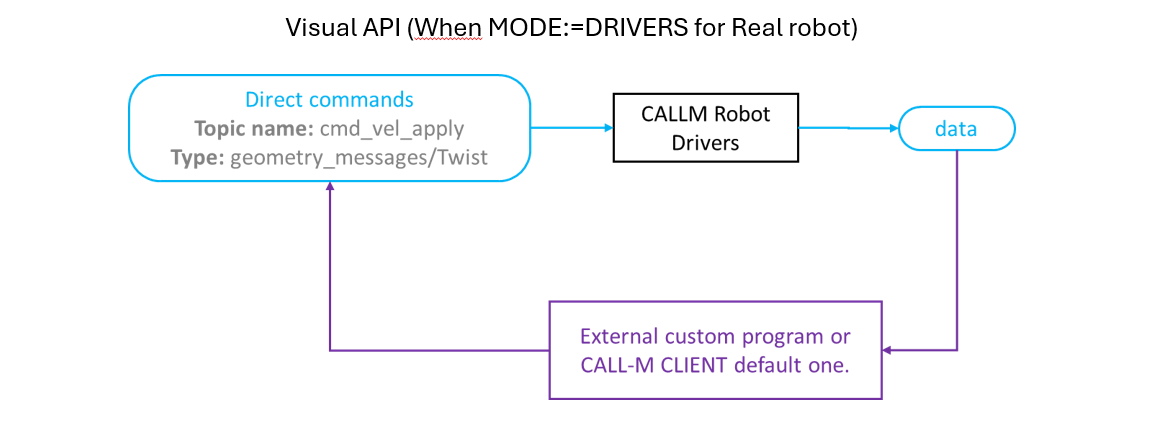 Visual API (When MODE:=DRIVERS for Real robot)
Direct commands
Topic name: cmd_vel_apply
Type: geometry_messages/Twist
CALLM Robot
Drivers
data
External custom program or
CALL-M CLIENT default one.